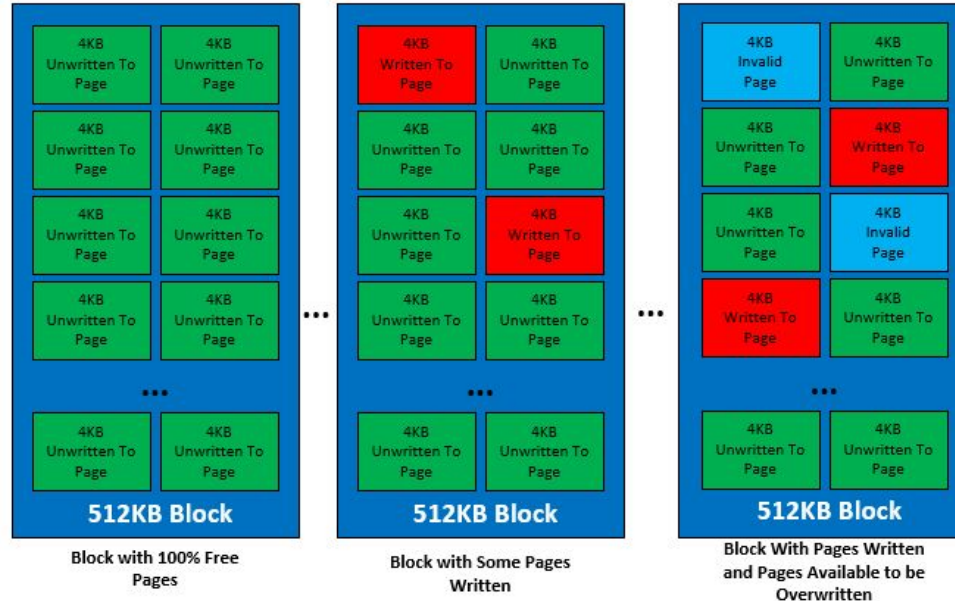 4KB
Unwritten To
Page
4KB
Unwritten To
Page
4KB
Unwritten To
Page
4KB
Unwritten To
Page
4KB
Unwritten To
Page
4KB
Unwritten To
Page
4KB
Unwritten To
Page
4KB
Unwritten To
Page
...
4KB
Unwritten To
Page
4KB
Unwritten To
Page
512KB Block
Block with 100% Free
Pages
...
4KB
Written To
Page
4KB
Unwritten To
Page
4KB
Unwritten To
Page
4KB
Unwritten To
Page
4KB
Unwritten To
Page
4KB
Written To
Page
4KB
Unwritten To
Page
4KB
Unwritten To
Page
...
4KB
Unwritten To
Page
4KB
Unwritten To
Page
512KB Block
Block with Some Pages
Written
...
4KB
Invalid
Page
4KB
Unwritten To
Page
4KB
Unwritten To
Page
4KB
Written To
Page
4KB
Unwritten To
Page
4KB
Invalid
Page
4KB
Written To
Page
4KB
Unwritten To
Page
...
4KB
Unwritten To
Page
4KB
Unwritten To
Page
512KB Block
Block With Pages Written
and Pages Available to be
Overwritten